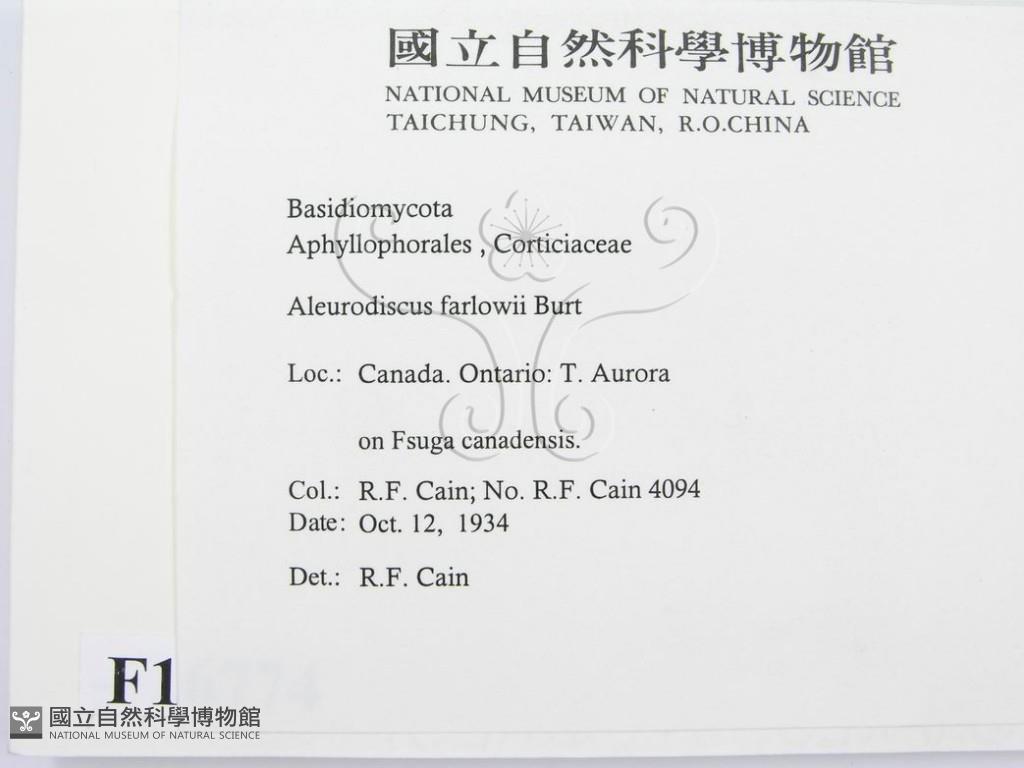 國立自然科學博物館
NATIONAL MUSEUM OF NATURAL SCIENCE
TAICHUNG, TAIWAN, R.O.CHINA
Basidiomycota
Aphyllophorales , Corticiaceae
Aleurodiscus farlowii Burt
Loc.: Canada. Ontario: T. Aurora
on Fsuga canadensis.
Col.: R.F. Cain; No. R.F. Cain 4094
Date: Oct. 12, 1934
Det.: R.F. Cain
F1
國立自然科學博物館
NATIONAL MUSEUM OF NATURAL SCIENCE